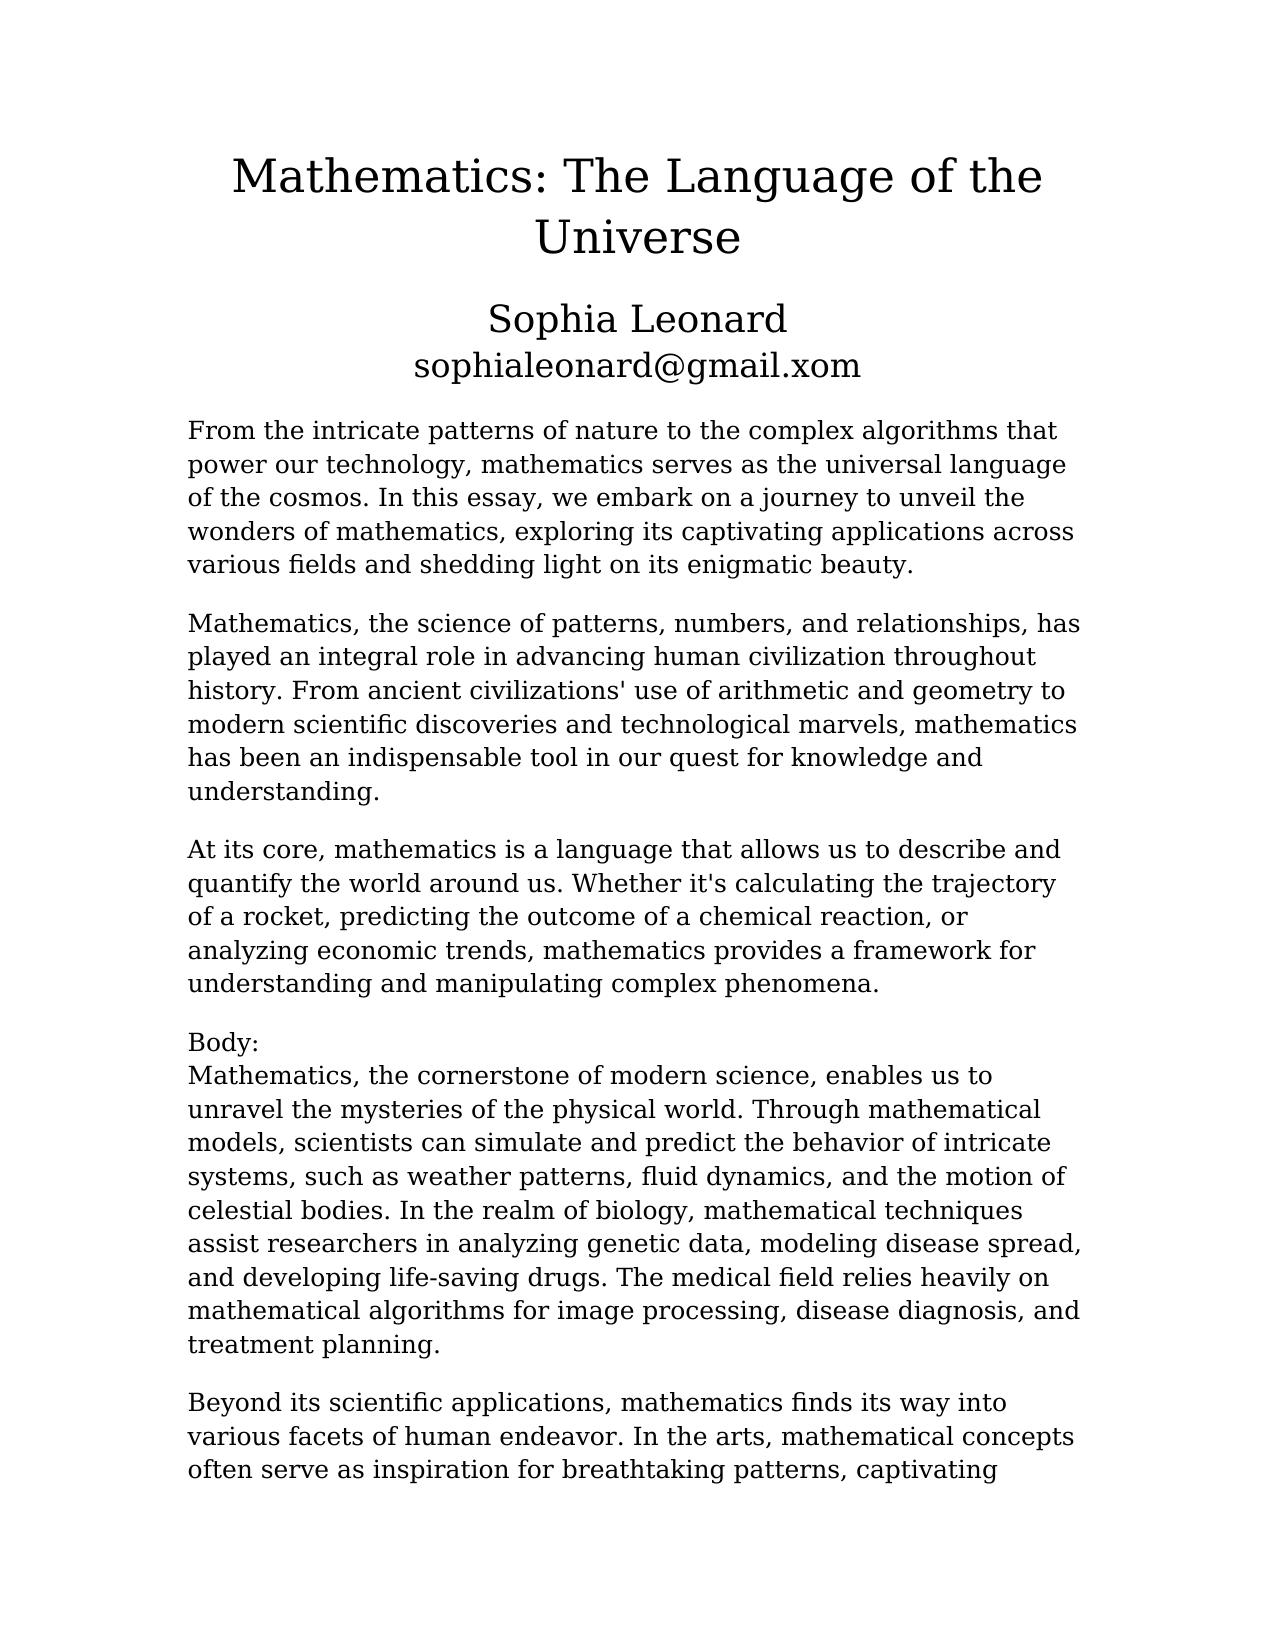 Mathematics: The Language of the
Universe
Sophia Leonard
sophialeonard@gmail.xom
From the intricate patterns of nature to the complex algorithms that
power our technology, mathematics serves as the universal language
of the cosmos. In this essay, we embark on a journey to unveil the
wonders of mathematics, exploring its captivating applications across
various fields and shedding light on its enigmatic beauty.
Mathematics, the science of patterns, numbers, and relationships, has
played an integral role in advancing human civilization throughout
history. From ancient civilizations' use of arithmetic and geometry to
modern scientific discoveries and technological marvels, mathematics
has been an indispensable tool in our quest for knowledge and
understanding.
At its core, mathematics is a language that allows us to describe and
quantify the world around us. Whether it's calculating the trajectory
of a rocket, predicting the outcome of a chemical reaction, or
analyzing economic trends, mathematics provides a framework for
understanding and manipulating complex phenomena.
Body:
Mathematics, the cornerstone of modern science, enables us to
unravel the mysteries of the physical world. Through mathematical
models, scientists can simulate and predict the behavior of intricate
systems, such as weather patterns, fluid dynamics, and the motion of
celestial bodies. In the realm of biology, mathematical techniques
assist researchers in analyzing genetic data, modeling disease spread,
and developing life-saving drugs. The medical field relies heavily on
mathematical algorithms for image processing, disease diagnosis, and
treatment planning.
Beyond its scientific applications, mathematics finds its way into
various facets of human endeavor. In the arts, mathematical concepts
often serve as inspiration for breathtaking patterns, captivating